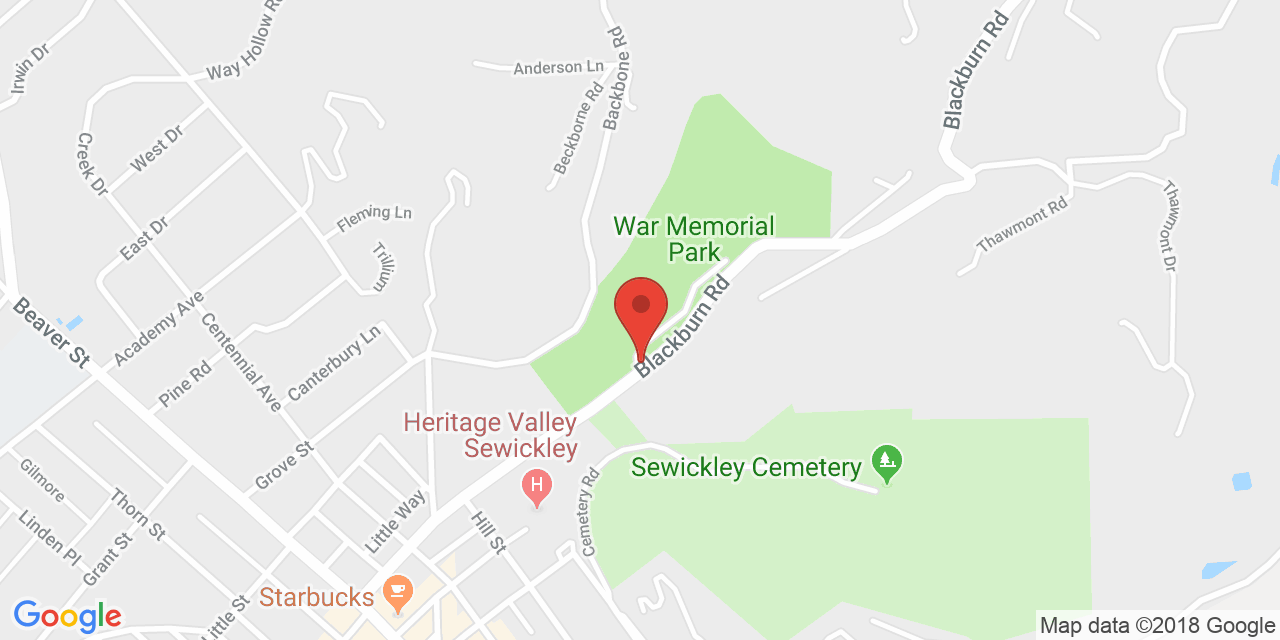 Irwin Dr
Way Hollow Rd
Anderson Ln
Backbone Rd
Beckborne Rd
Blackburn Rd
Creek Dr
West Dr
East Dr
Fleming Ln
Trillium
War Memorial
Park
Thawmont Rd
Thawmont Dr
Beaver St
Academy Ave
Centennial Ave
Canterbury Ln
Pine Rd
Blackburn Rd
Heritage Valley
Sewickley
H
Sewickley Cemetery
Grove St
Cemetery Rd
Gilmore
Linden Pl
Thorn St
Grant St
Little Way
Hill St
Starbucks
Little St
Google
Map data ©2018 Google